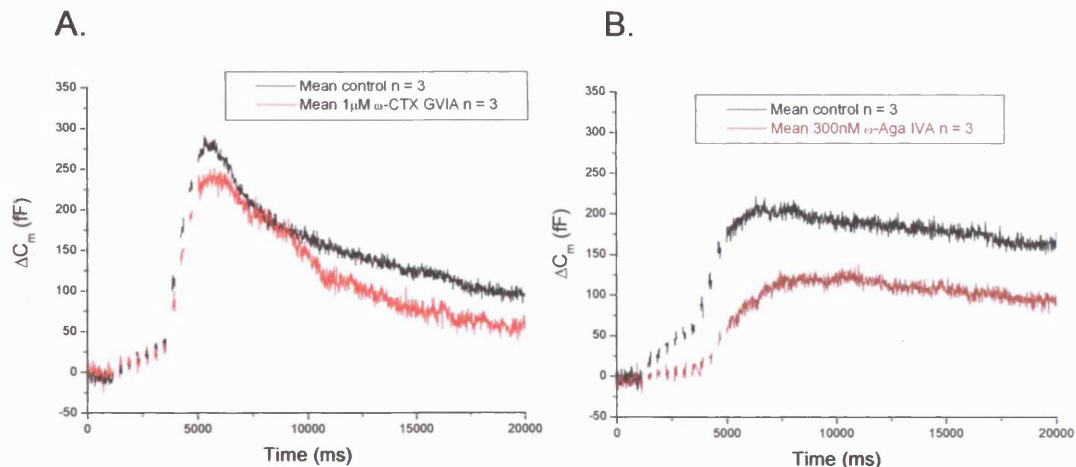 A.
Mean control n = 3
Mean 1μM ω-CTX GVIA n = 3
350
300
250
200
150
100
50
0
-50
ΔCm (fF)
0
5000
10000
15000
20000
Time (ms)
B.
Mean control n = 3
Mean 300nM ω-Aga IVA n = 3
350
300
250
200
150
100
50
0
-50
ΔCm (fF)
0
5000
10000
15000
20000
Time (ms)